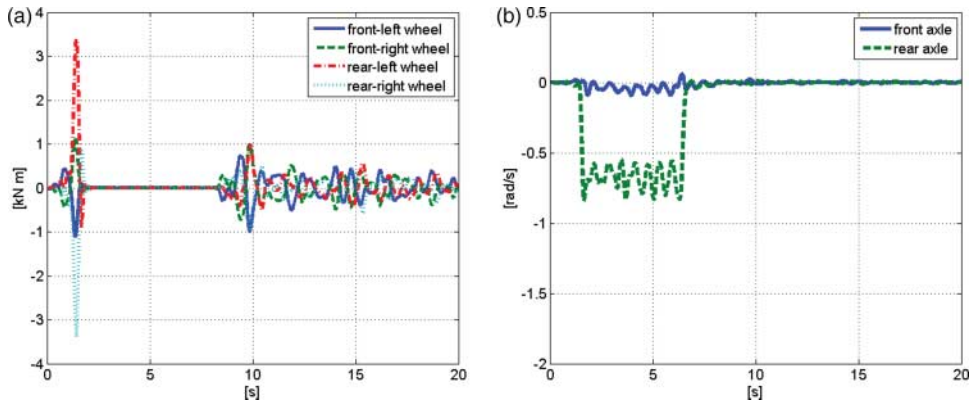 (a)
4
3
2
1
0
-1
-2
-3
-4
[kN m]
front-left wheel
front-right wheel
rear-left wheel
rear-right wheel
0 5 10 15 20
[s]
(b)
0.5
0
-0.5
-1
-1.5
-2
[rad/s]
front axle
rear axle
0 5 10 15 20
[s]